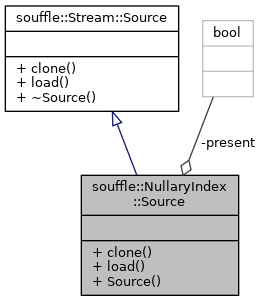 souffle::Stream::Source
+ clone()
+ load()
+ ~Source()
bool
-present
souffle::NullaryIndex
::Source
+ clone()
+ load()
+ Source()